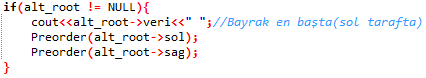 if(alt_root != NULL){
cout<<alt_root->veri<<" ";//Bayrak en başta(sol tarafta)
Preorder(alt_root->sol);
Preorder(alt_root->sag);
}